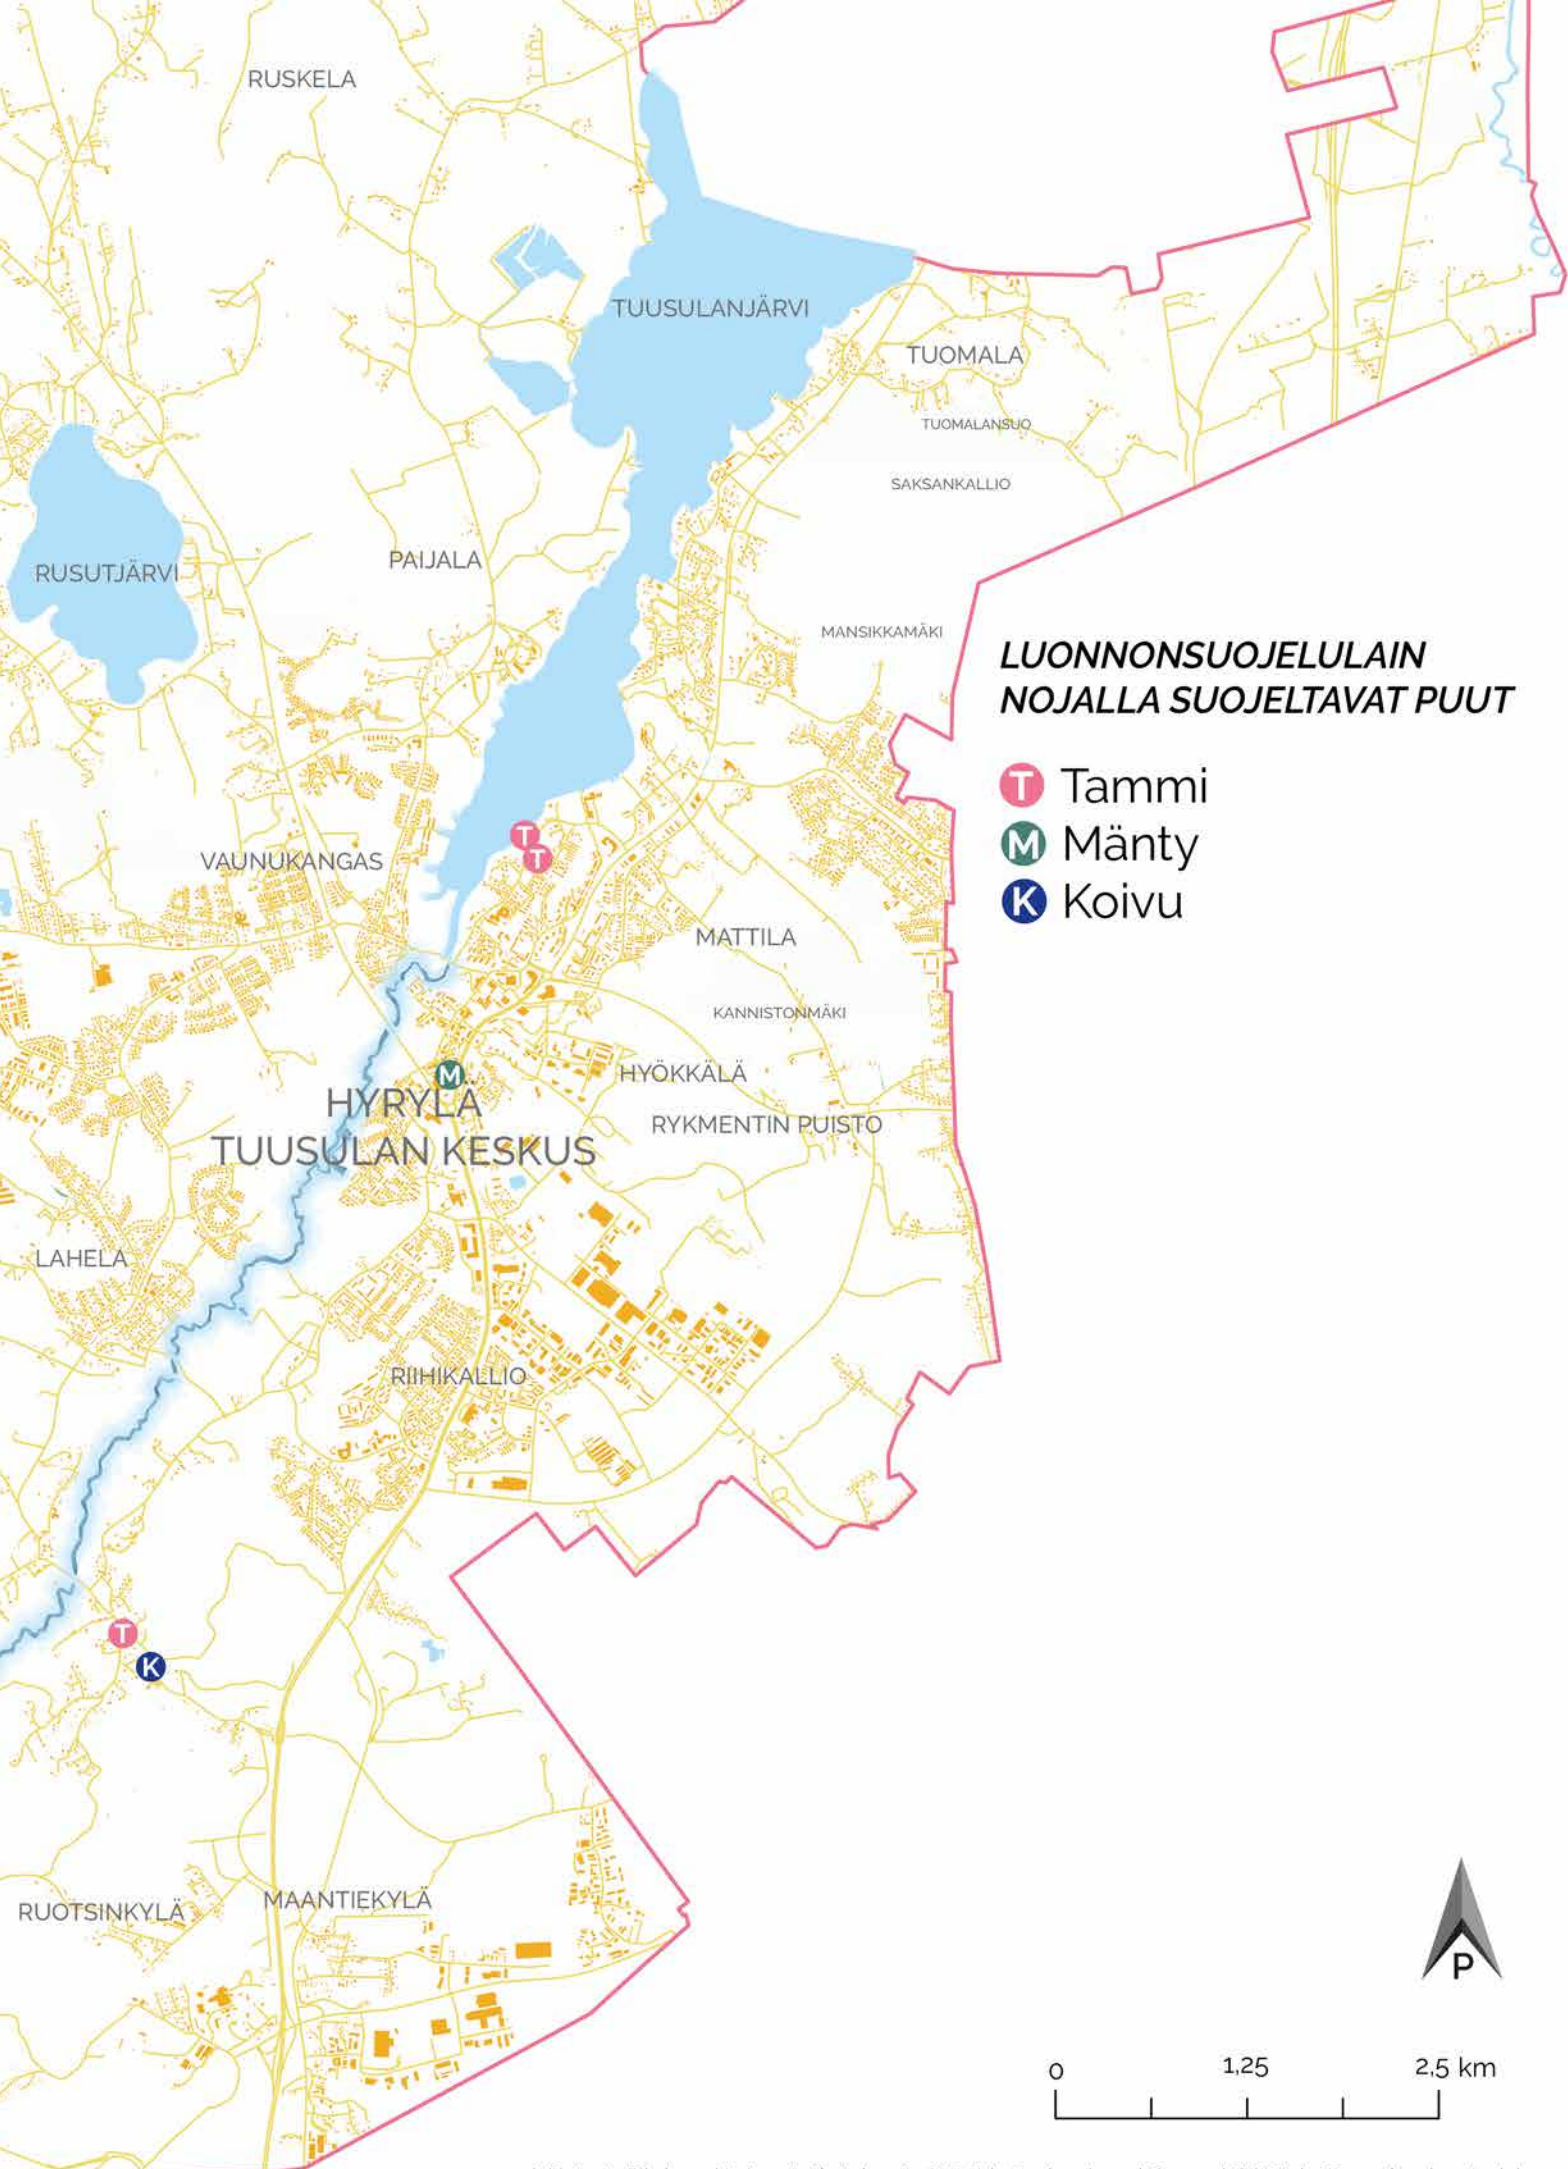 RUSKELA
TUUSULANJÄRVI
TUOMALA
TUOMALANSUO
SAKSANKALLIO
PAIJALA
RUSUTJÄRVI
MANSIKKAMÄKI
LUONNONSUOJELULAIN
NOJALLA SUOJELTAVAT PUUT
T Tammi
M Mänty
K Koivu
T
T
VAUNUKANGAS
MATTILA
KANNISTONMÄKI
M
HYÖKKÄLÄ
HYRYLÄ
TUUSULAN KESKUS
RYKMENTIN PUISTO
LAHELA
RIIHIKALLIO
T
K
RUOTSINKYLÄ
MAANTIEKYLÄ
P
0 1,25 2,5 km